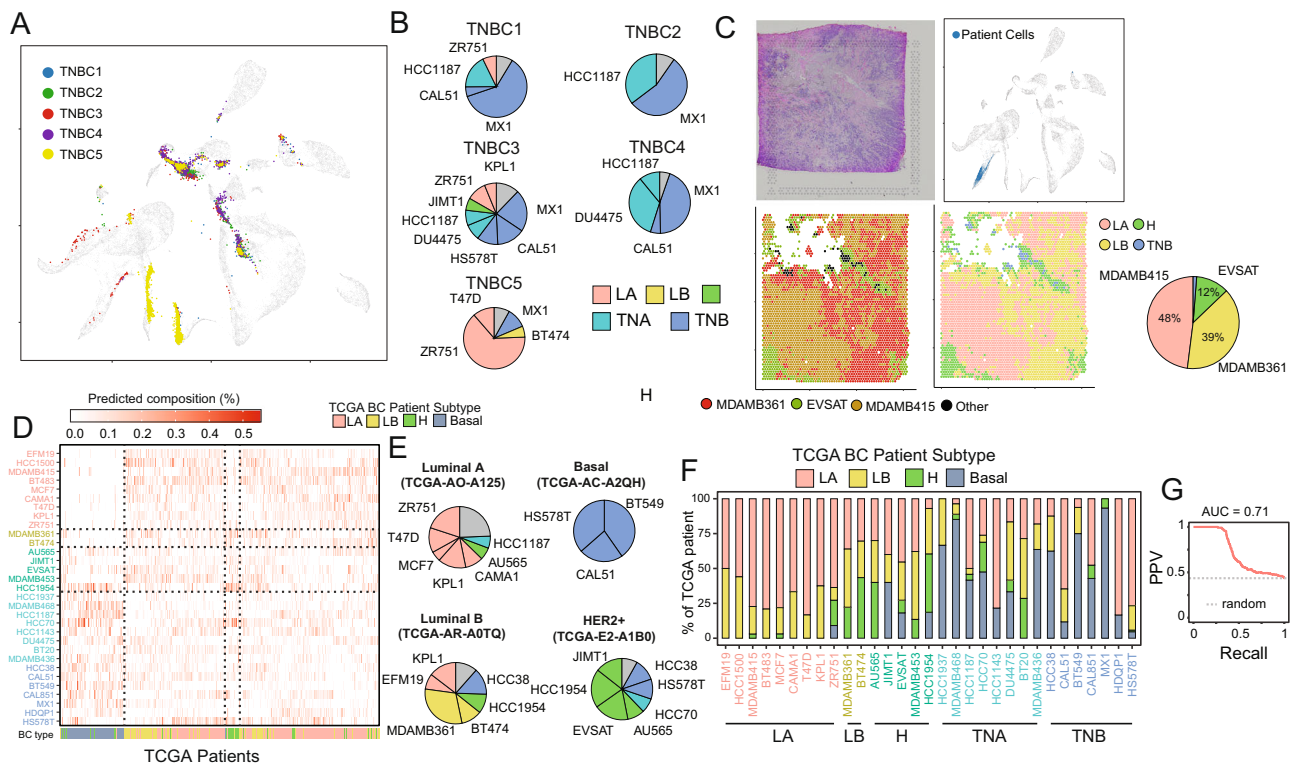 A
TNBC1
TNBC2
TNBC3
TNBC4
TNBC5
B
TNBC1
ZR751
HCC1187
CAL51
MX1
TNBC2
HCC1187
MX1
TNBC3
KPL1
ZR751
JIMT1
HCC1187
DU4475
HS578T
CAL51
MX1
TNBC4
HCC1187
MX1
DU4475
CAL51
TNBC5
T47D
MX1
BT474
ZR751
LA LB
TNA TNB
H
C
Patient Cells
LA H
LB TNB
MDAMB415
EVSAT
12%
48%
39%
MDAMB361
MDAMB361 EVSAT MDAMB415 Other
D
Predicted composition (%)
0.0 0.2 0.3 0.4 0.5
TCGA BC Patient Subtype
LA LB H Basal
EFM19
HCC1500
MDAMB415
BT483
MCF7
CAMA1
T47D
KPL1
ZR751
MDAMB361
BT474
AU565
JIMT1
EVSAT
MDAMB453
HCC1954
HCC1937
MDAMB468
HCC1187
HCC70
HCC1143
DU4475
BT20
MDAMB436
HCC38
CAL51
BT549
CAL851
MX1
HDQP1
HS578T
BC type
TCGA Patients
E
Luminal A
(TCGA-AO-A125)
ZR751
T47D
MCF7
KPL1
CAMA1
AU565
HCC1187
Basal
(TCGA-AC-A2QH)
BT549
HS578T
CAL51
Luminal B
(TCGA-AR-A0TQ)
KPL1
EFM19
HCC38
HCC1954
MDAMB361
BT474
HER2+
(TCGA-E2-A1B0)
JIMT1
HCC38
HS578T
HCC1954
HCC70
EVSAT
AU565
F
TCGA BC Patient Subtype
LA LB H Basal
% of TCGA patient
100
75
50
25
0
EFM19
HCC1500
MDAMB415
BT483
MCF7
CAMA1
T47D
KPL1
ZR751
MDAMB361
BT474
AU565
JIMT1
EVSAT
MDAMB453
HCC1954
HCC1937
MDAMB468
HCC1187
HCC70
HCC1143
DU4475
BT20
MDAMB436
HCC38
CAL51
BT549
CAL851
MX1
HDQP1
HS578T
LA LB H TNA TNB
G
AUC = 0.71
PPV
1
0.5
0
random
0 0.5 1
Recall